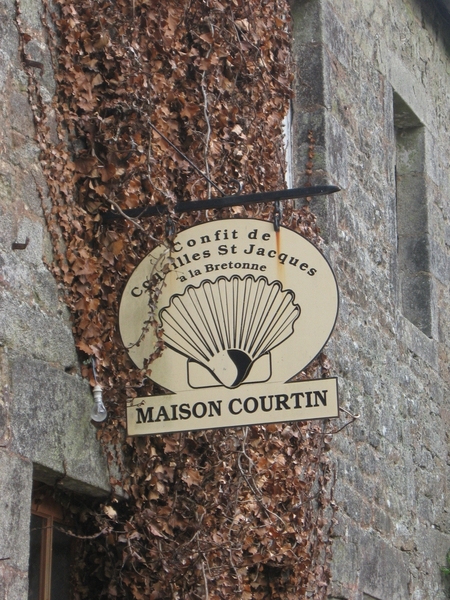 Confit de
Coquilles St Jacques
à la Bretonne
MAISON COURTIN